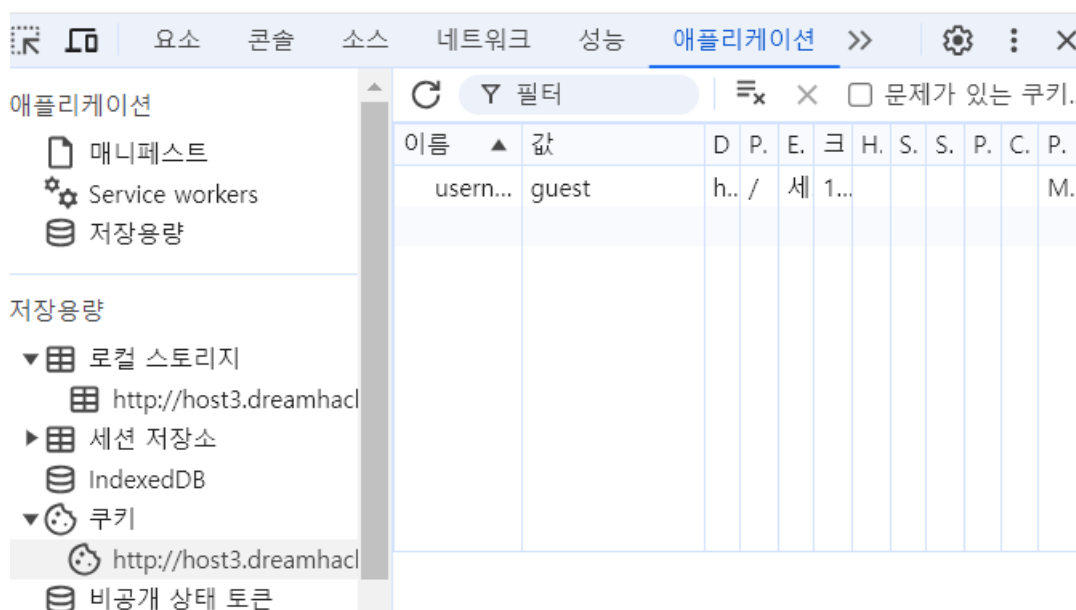 요소 콘솔 소스 네트워크 성능 애플리케이션
애플리케이션
매니페스트
Service workers
저장용량
저장용량
로컬 스토리지
http://host3.dreamhacl
세션 저장소
IndexedDB
쿠키
http://host3.dreamhacl
비공개 상태 토큰
필터 문제가 있는 쿠키..
이름 값 D P. E. 크 H. S. S. P. C. P.
usern... guest h.. / 세. 1... M.